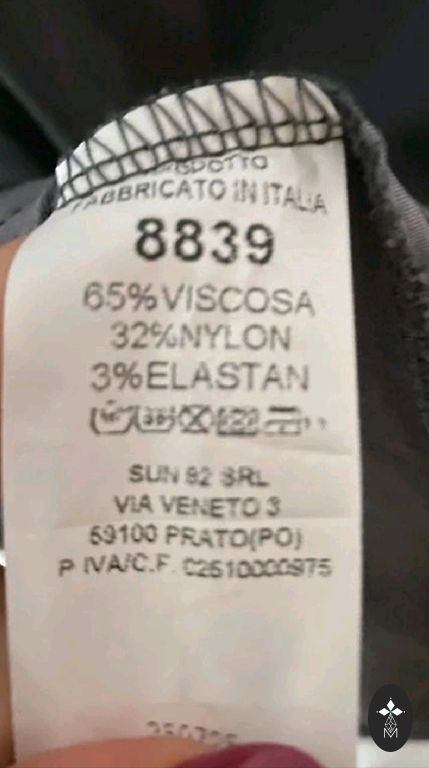 PRODOTTO
FABBRICATO IN ITALIA
8839
65%VISCOSA
32%NYLON
3%ELASTAN
SUN 92 SRL
VIA VENETO 3
59100 PRATO(PO)
P IVA/C.F. 02510000975
M